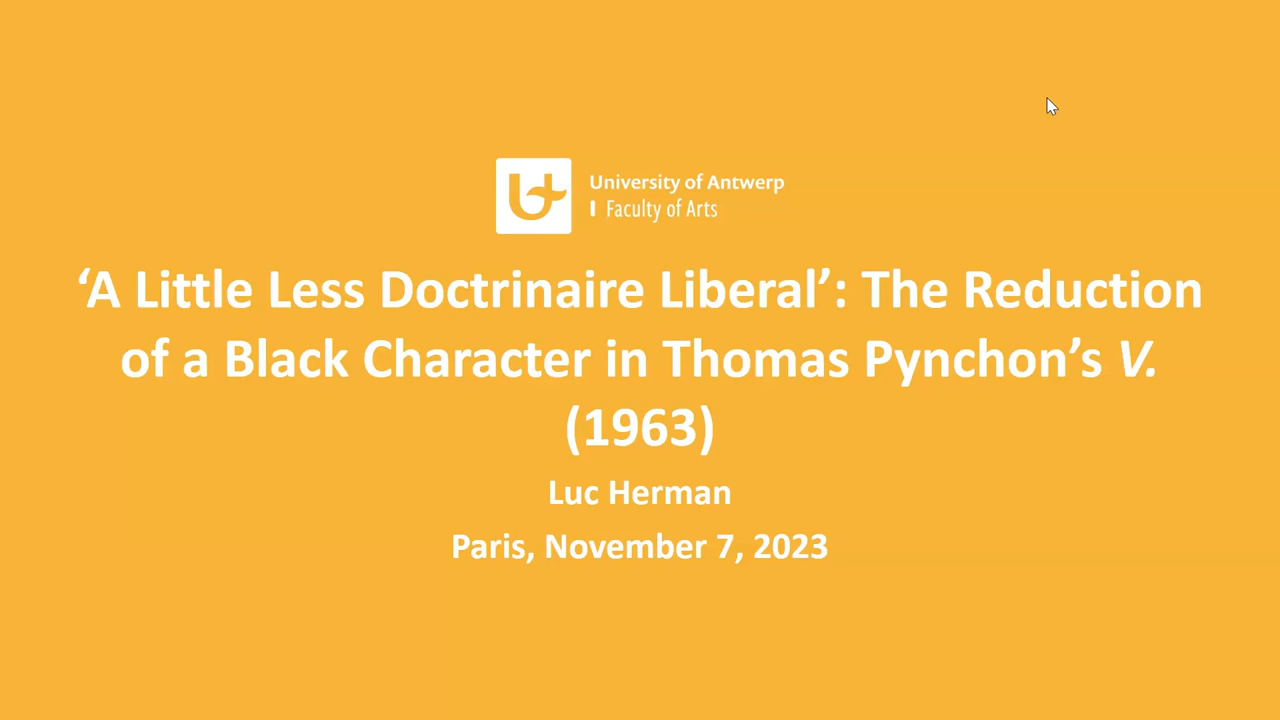 University of Antwerp
Faculty of Arts
‘A Little Less Doctrinaire Liberal’: The Reduction
of a Black Character in Thomas Pynchon’s V.
(1963)
Luc Herman
Paris, November 7, 2023